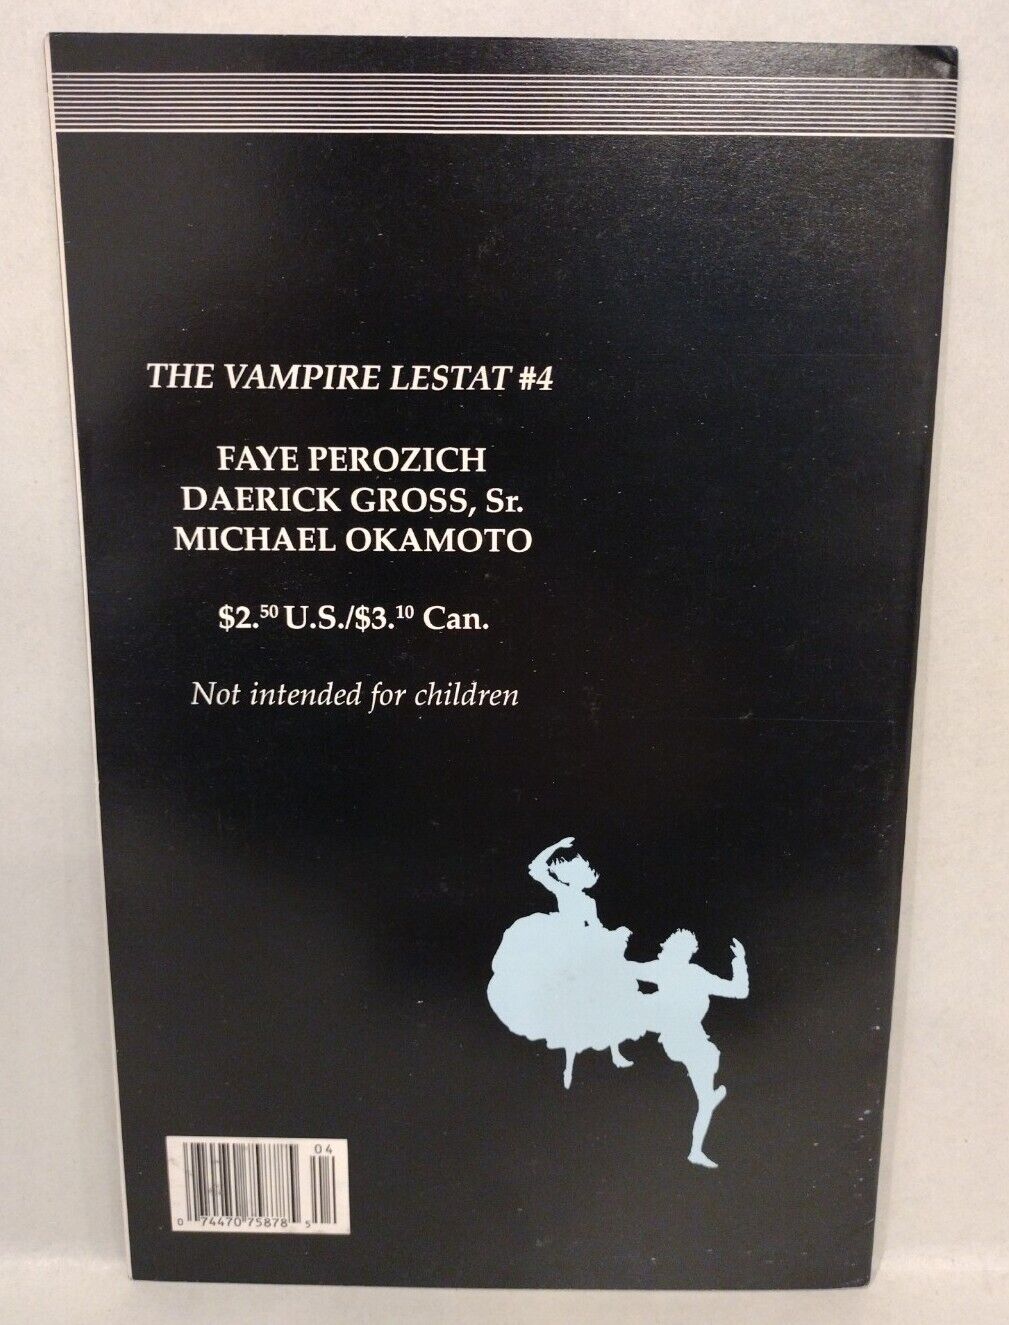 THE VAMPIRE LESTAT #4
FAYE PEROZICH
DAERICK GROSS, Sr.
MICHAEL OKAMOTO
$2.50 U.S./$3.10 Can.
Not intended for children
04
0 74470 75878 5